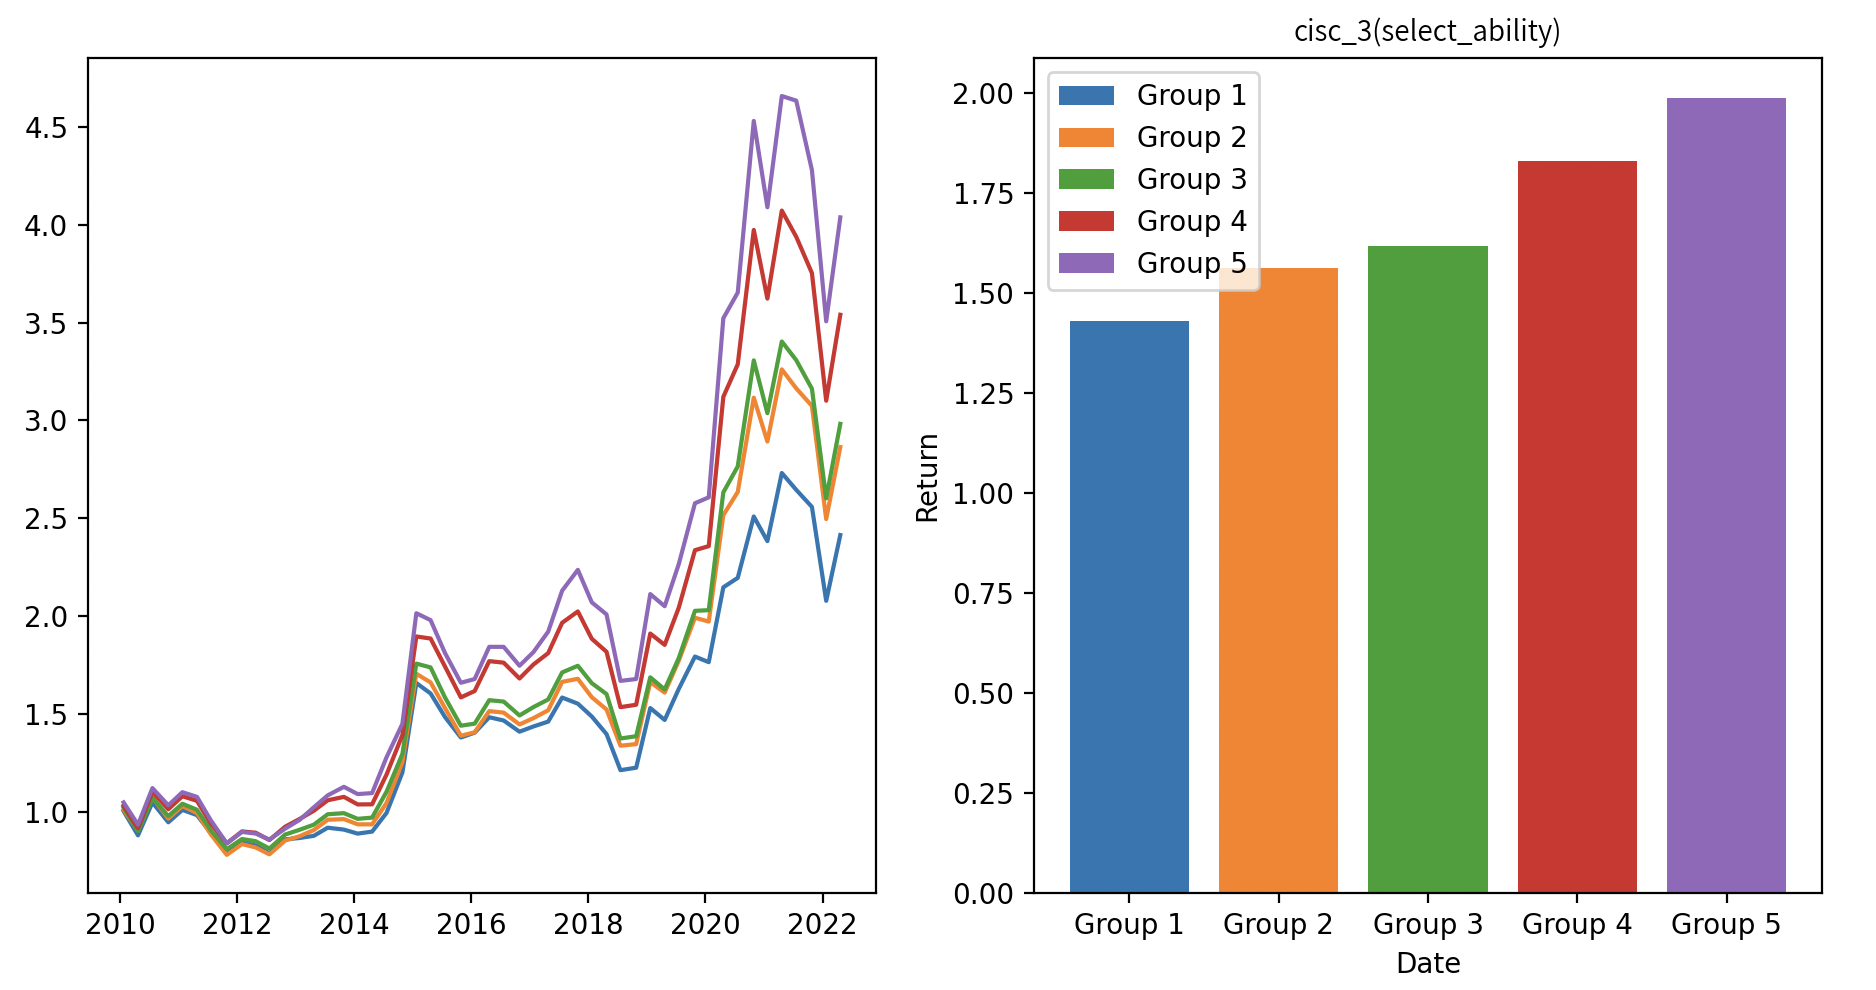 4.5
4.0
3.5
3.0
2.5
2.0
1.5
1.0
2010 2012 2014 2016 2018 2020 2022
cisc_3(select_ability)
Return
2.00
1.75
1.50
1.25
1.00
0.75
0.50
0.25
0.00
Group 1
Group 2
Group 3
Group 4
Group 5
Group 1 Group 2 Group 3 Group 4 Group 5
Date